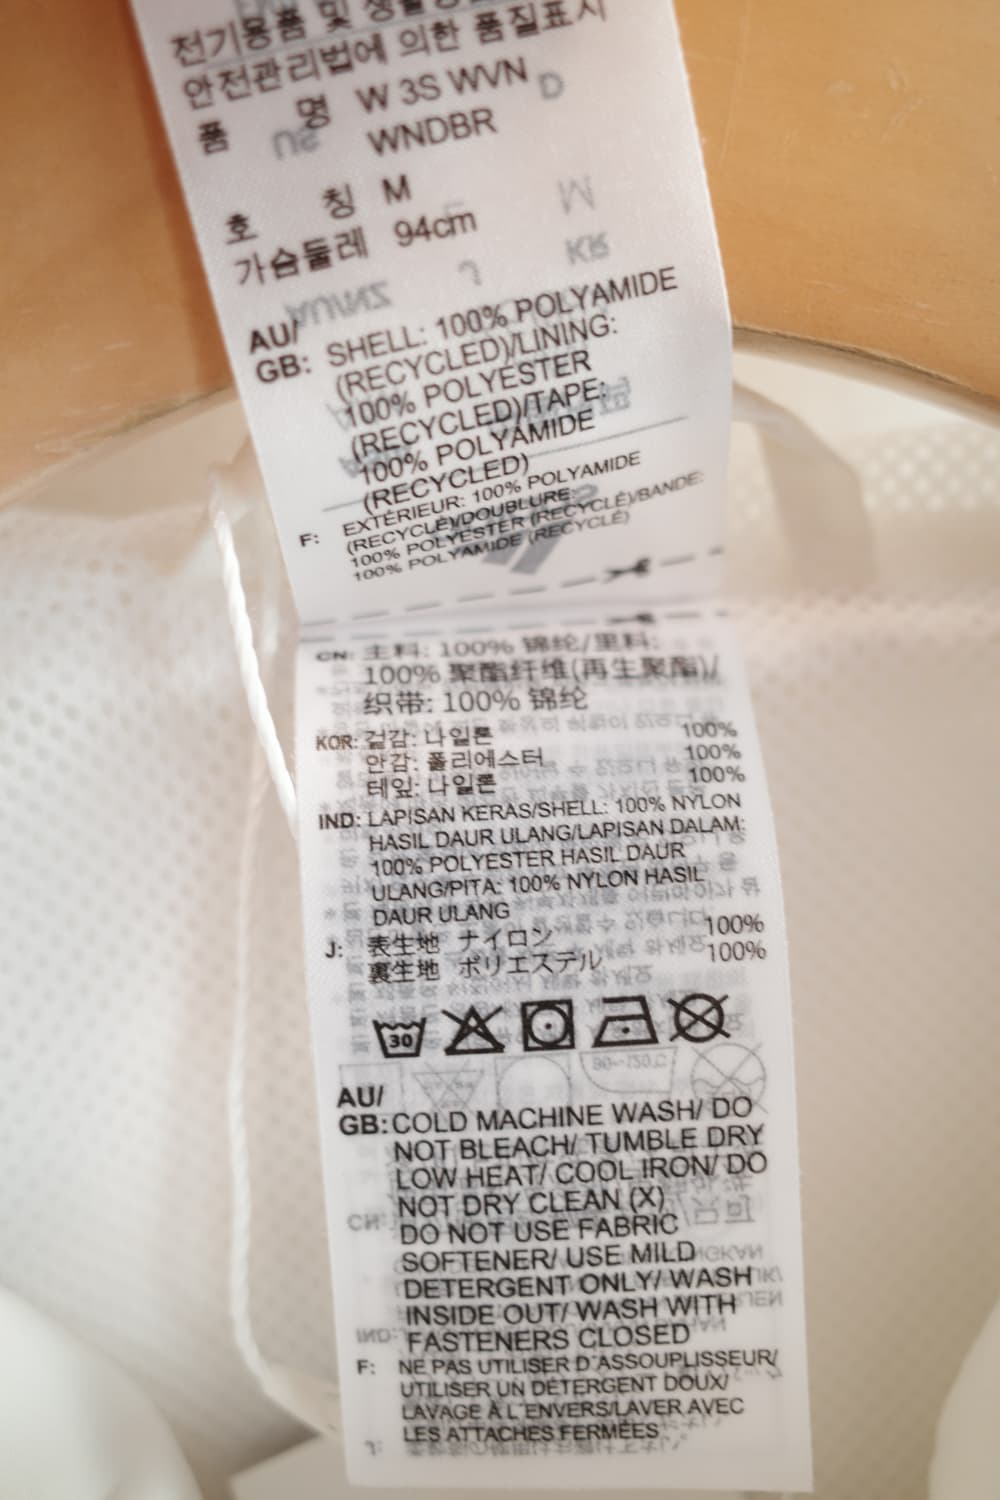 전기용품 및 생활용품
안전관리법에 의한 품질표시
품 명 W 3S WVN
WNDBR
호 칭 M
가슴둘레 94cm
AU/
GB: SHELL: 100% POLYAMIDE
(RECYCLED)/LINING:
100% POLYESTER
(RECYCLED)/TAPE:
100% POLYAMIDE
(RECYCLED)
F: EXTÉRIEUR: 100% POLYAMIDE
(RECYCLÉ)/DOUBLURE:
100% POLYESTER (RECYCLÉ)/BANDE:
100% POLYAMIDE (RECYCLÉ)
CN: 主料: 100% 锦纶/里料:
100% 聚酯纤维(再生聚酯)/
织带: 100% 锦纶
KOR: 겉감: 나일론 100%
안감: 폴리에스터 100%
테잎: 나일론 100%
IND: LAPISAN KERAS/SHELL: 100% NYLON
HASIL DAUR ULANG/LAPISAN DALAM:
100% POLYESTER HASIL DAUR
ULANG/PITA: 100% NYLON HASIL
DAUR ULANG
J: 表生地 ナイロン 100%
裏生地 ポリエステル 100%
30
AU/
GB: COLD MACHINE WASH/ DO
NOT BLEACH/ TUMBLE DRY
LOW HEAT/ COOL IRON/ DO
NOT DRY CLEAN (X)
DO NOT USE FABRIC
SOFTENER/ USE MILD
DETERGENT ONLY/ WASH
INSIDE OUT/ WASH WITH
FASTENERS CLOSED
F: NE PAS UTILISER D'ASSOUPLISSEUR/
UTILISER UN DÉTERGENT DOUX/
LAVAGE À L'ENVERS/LAVER AVEC
LES ATTACHES FERMÉES